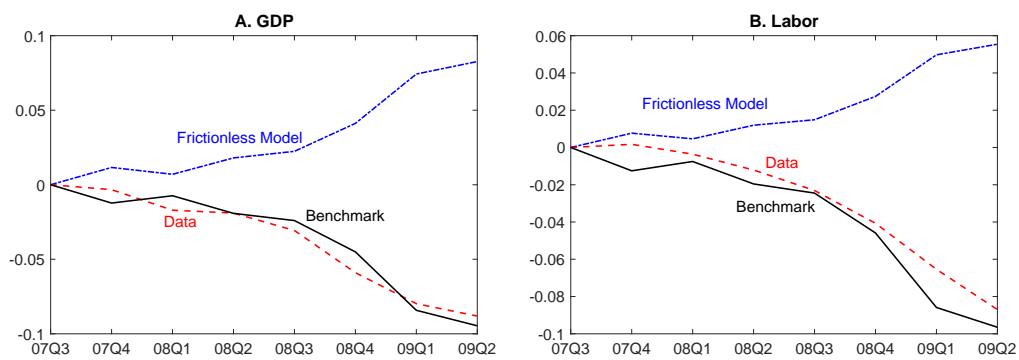 A. GDP
0.1
0.05
0
-0.05
-0.1
Frictionless Model
Benchmark
Data
07Q3 07Q4 08Q1 08Q2 08Q3 08Q4 09Q1 09Q2
B. Labor
0.06
0.04
0.02
0
-0.02
-0.04
-0.06
-0.08
-0.1
Frictionless Model
Data
Benchmark
07Q3 07Q4 08Q1 08Q2 08Q3 08Q4 09Q1 09Q2